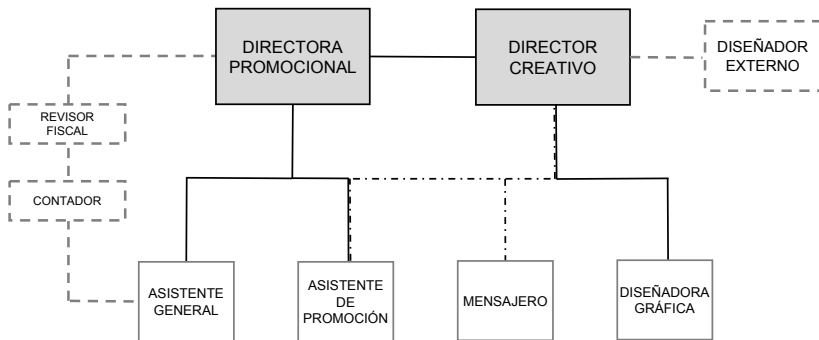 DIRECTORA
PROMOCIONAL
DIRECTOR
CREATIVO
DISEÑADOR
EXTERNO
REVISOR
FISCAL
CONTADOR
ASISTENTE
GENERAL
ASISTENTE
DE
PROMOCIÓN
MENSAJERO
DISEÑADORA
GRÁFICA